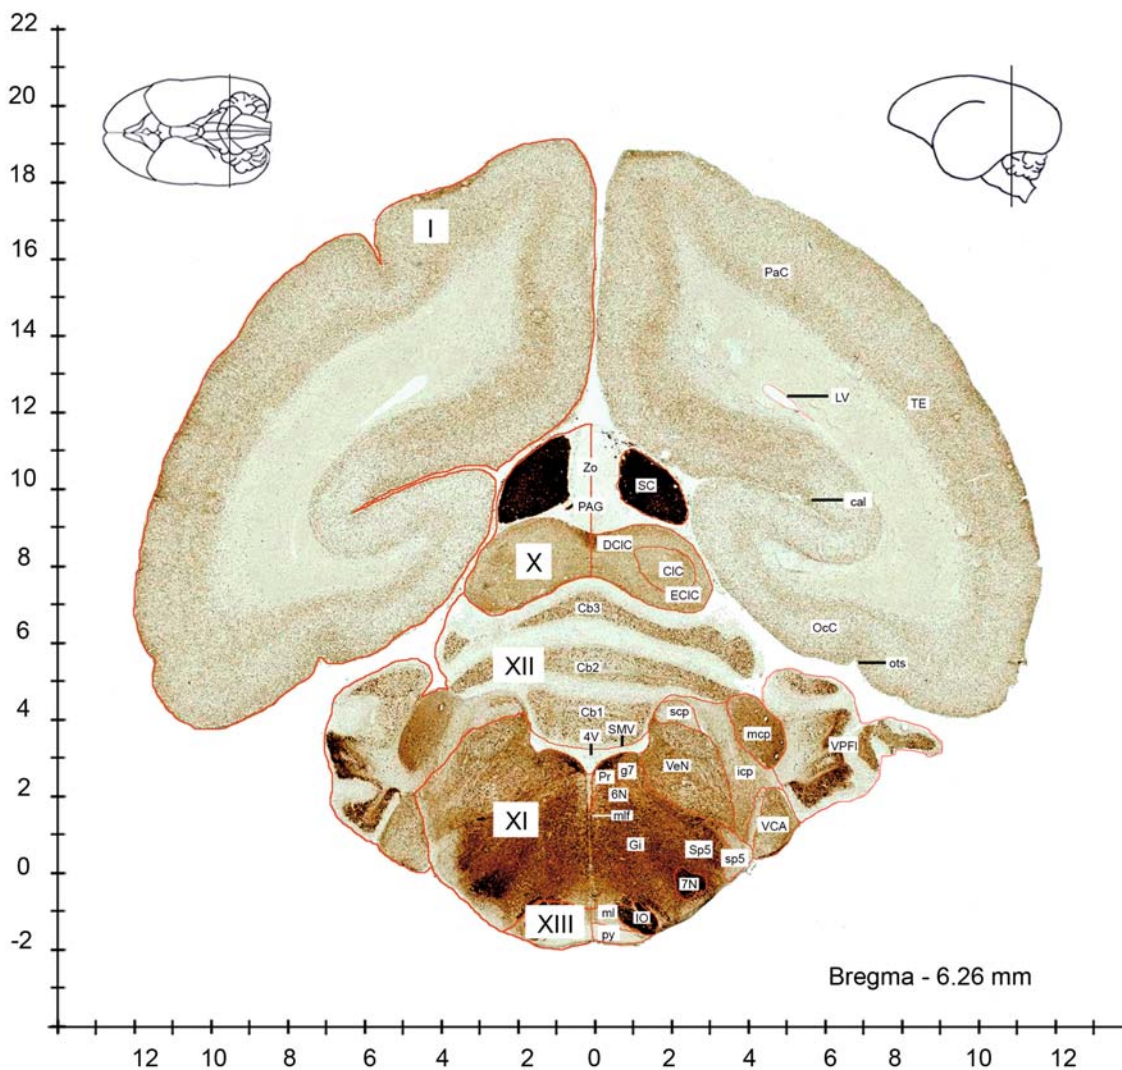 22
20
18
16
14
12
10
8
6
4
2
0
-2
I
PaC
LV
TE
Zo
SC
PAG
cal
DCIC
X
CIC
ECIC
Cb3
OcC
XII
Cb2
ots
Cb1
scp
SMV
4V
mcp
VPFl
g7
VeN
Pr
icp
6N
XI
mlf
VCA
Gi
Sp5
sp5
7N
XIII
ml
IO
py
Bregma - 6.26 mm
12 10 8 6 4 2 0 2 4 6 8 10 12